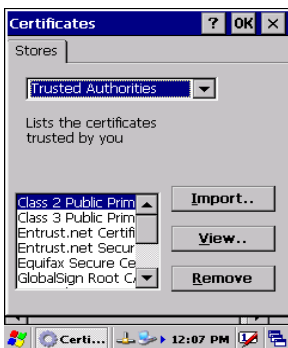 Certificates ? OK ×
Stores
Trusted Authorities
Lists the certificates
trusted by you
Class 2 Public Prim
Class 3 Public Prim
Entrust.net Certifi
Entrust.net Secur
Equifax Secure Ce
GlobalSign Root CA
Import..
View..
Remove
Certi... 12:07 PM